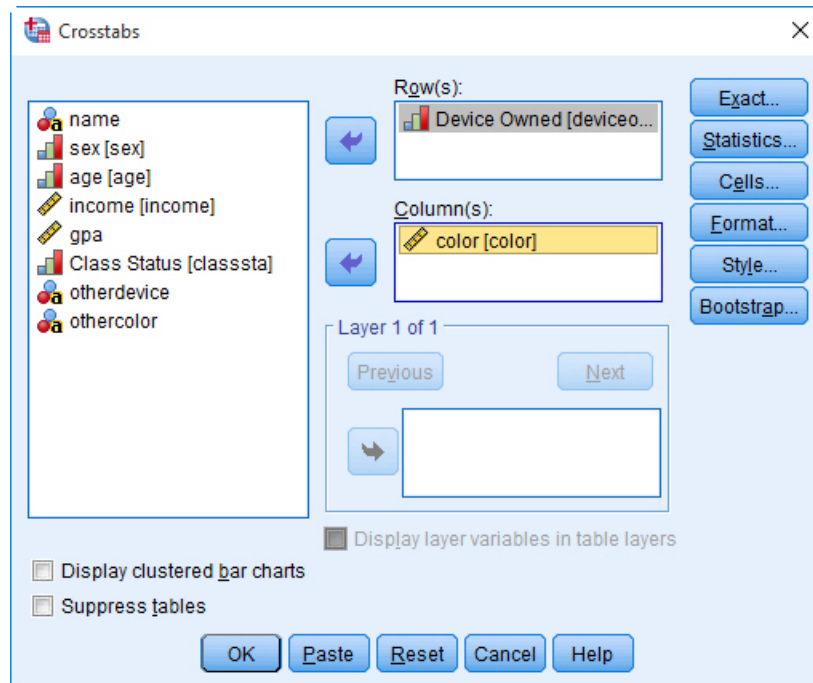 Crosstabs
name
sex [sex]
age [age]
income [income]
gpa
Class Status [classsta]
otherdevice
othercolor
Row(s):
Device Owned [deviceo...
Column(s):
color [color]
Layer 1 of 1
Previous
Next
Display layer variables in table layers
Exact...
Statistics...
Cells...
Format...
Style...
Bootstrap...
Display clustered bar charts
Suppress tables
OK
Paste
Reset
Cancel
Help